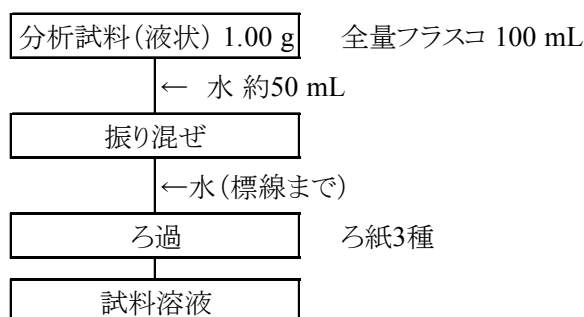 分析試料(液状) 1.00 g 全量フラスコ 100 mL
← 水 約50 mL
振り混ぜ
←水(標線まで)
ろ過 ろ紙3種
試料溶液